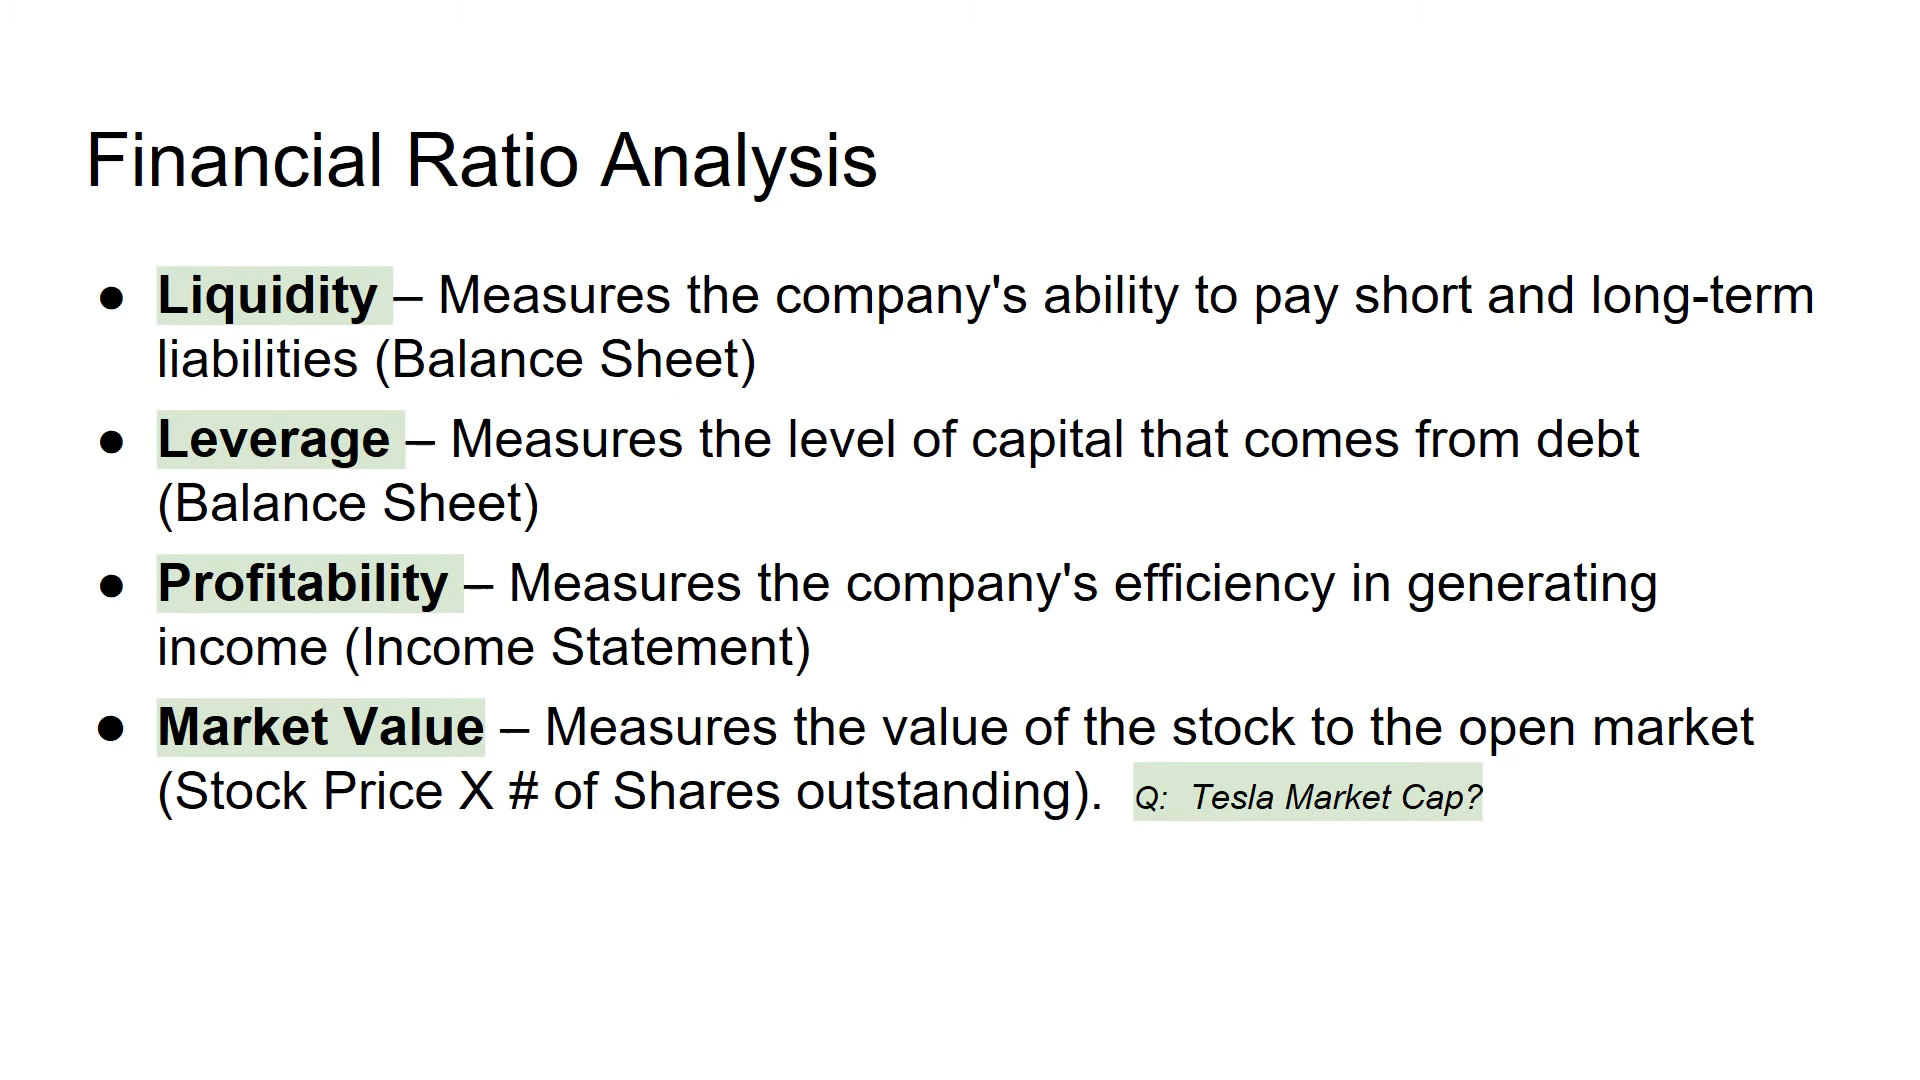 Financial Ratio Analysis
● Liquidity – Measures the company's ability to pay short and long-term
liabilities (Balance Sheet)
● Leverage – Measures the level of capital that comes from debt
(Balance Sheet)
● Profitability – Measures the company's efficiency in generating
income (Income Statement)
● Market Value – Measures the value of the stock to the open market
(Stock Price X # of Shares outstanding). Q: Tesla Market Cap?